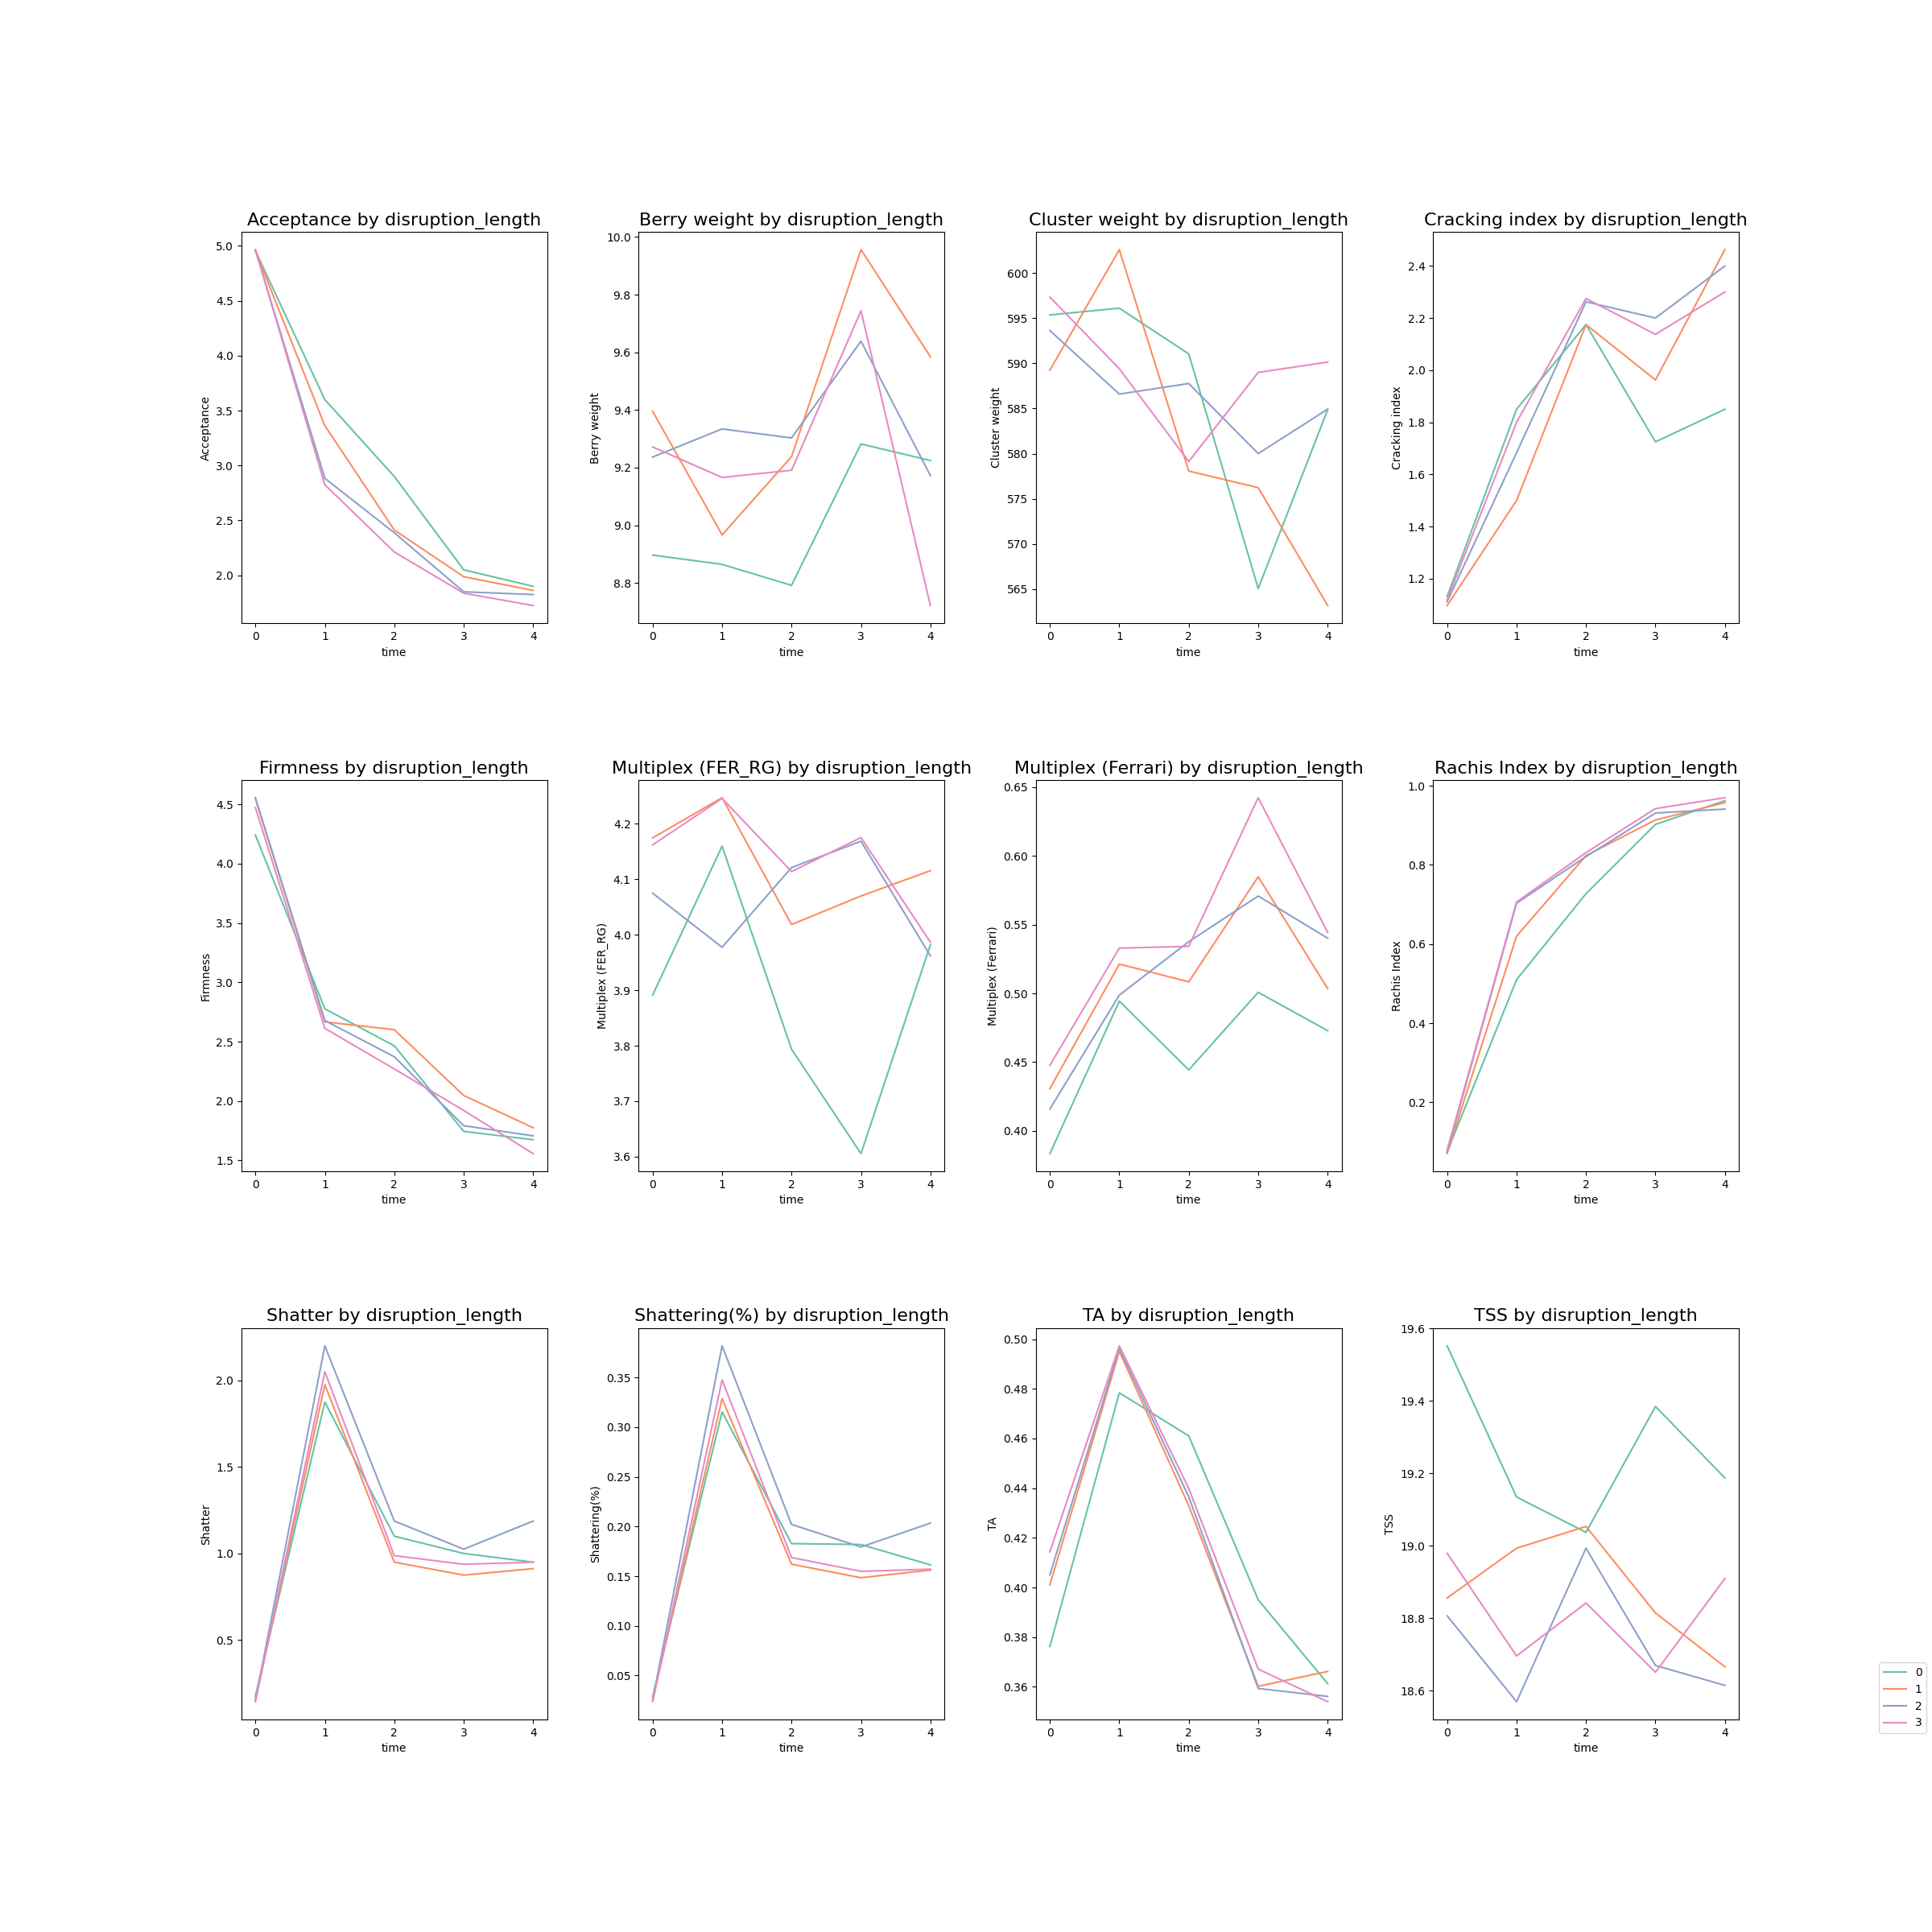 Acceptance by disruption_length
Berry weight by disruption_length
Cluster weight by disruption_length
Cracking index by disruption_length
5.0
4.5
4.0
3.5
3.0
2.5
2.0
Acceptance
0 1 2 3 4
time
10.0
9.8
9.6
9.4
9.2
9.0
8.8
Berry weight
0 1 2 3 4
time
600
595
590
585
580
575
570
565
Cluster weight
0 1 2 3 4
time
2.4
2.2
2.0
1.8
1.6
1.4
1.2
Cracking index
0 1 2 3 4
time
Firmness by disruption_length
Multiplex (FER_RG) by disruption_length
Multiplex (Ferrari) by disruption_length
Rachis Index by disruption_length
4.5
4.0
3.5
3.0
2.5
2.0
1.5
Firmness
0 1 2 3 4
time
4.2
4.1
4.0
3.9
3.8
3.7
3.6
Multiplex (FER_RG)
0 1 2 3 4
time
0.65
0.60
0.55
0.50
0.45
0.40
Multiplex (Ferrari)
0 1 2 3 4
time
1.0
0.8
0.6
0.4
0.2
Rachis Index
0 1 2 3 4
time
Shatter by disruption_length
Shattering(%) by disruption_length
TA by disruption_length
TSS by disruption_length
2.0
1.5
1.0
0.5
Shatter
0 1 2 3 4
time
0.35
0.30
0.25
0.20
0.15
0.10
0.05
Shattering(%)
0 1 2 3 4
time
0.50
0.48
0.46
0.44
0.42
0.40
0.38
0.36
TA
0 1 2 3 4
time
19.6
19.4
19.2
19.0
18.8
18.6
TSS
0 1 2 3 4
time
0
1
2
3